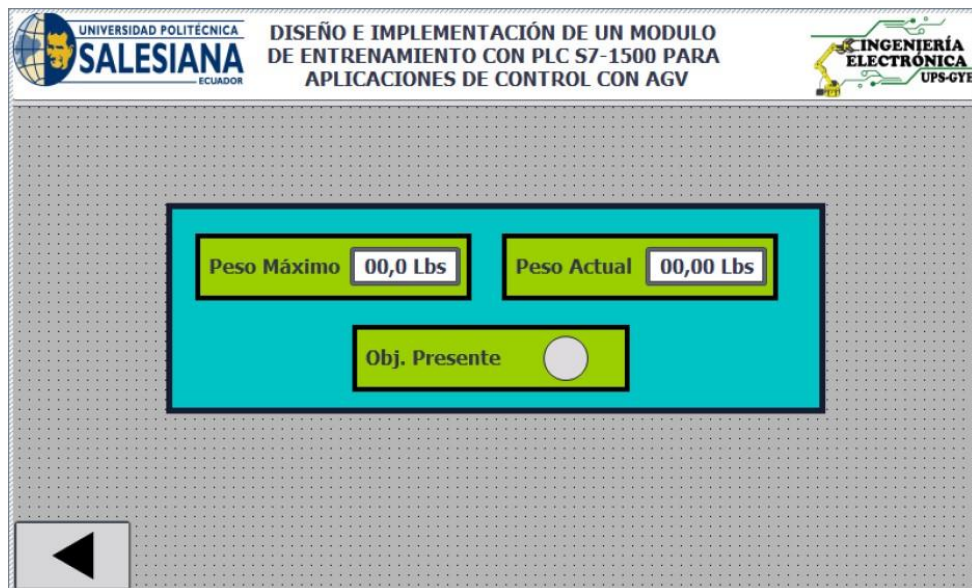 UNIVERSIDAD POLITÉCNICA
SALESIANA
ECUADOR
DISEÑO E IMPLEMENTACIÓN DE UN MODULO
DE ENTRENAMIENTO CON PLC S7-1500 PARA
APLICACIONES DE CONTROL CON AGV
INGENIERÍA
ELECTRÓNICA
UPS-GYE
Peso Máximo 00,0 Lbs
Peso Actual 00,00 Lbs
Obj. Presente